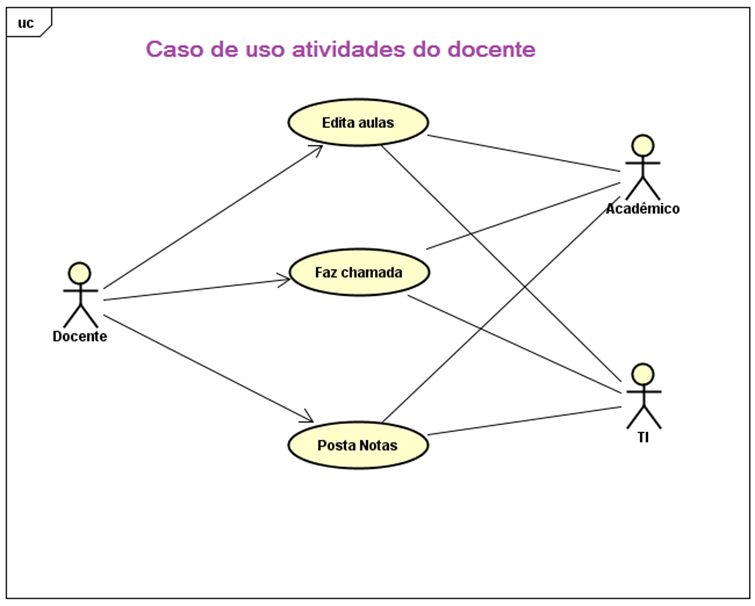 uc
Caso de uso atividades do docente
Edita aulas
Acadêmico
Faz chamada
Docente
Posta Notas
TI